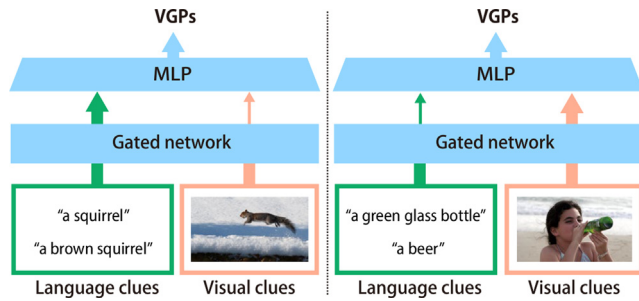 VGPs
MLP
Gated network
“a squirrel”
“a brown squirrel”
Language clues
Visual clues
VGPs
MLP
Gated network
“a green glass bottle”
“a beer”
Language clues
Visual clues